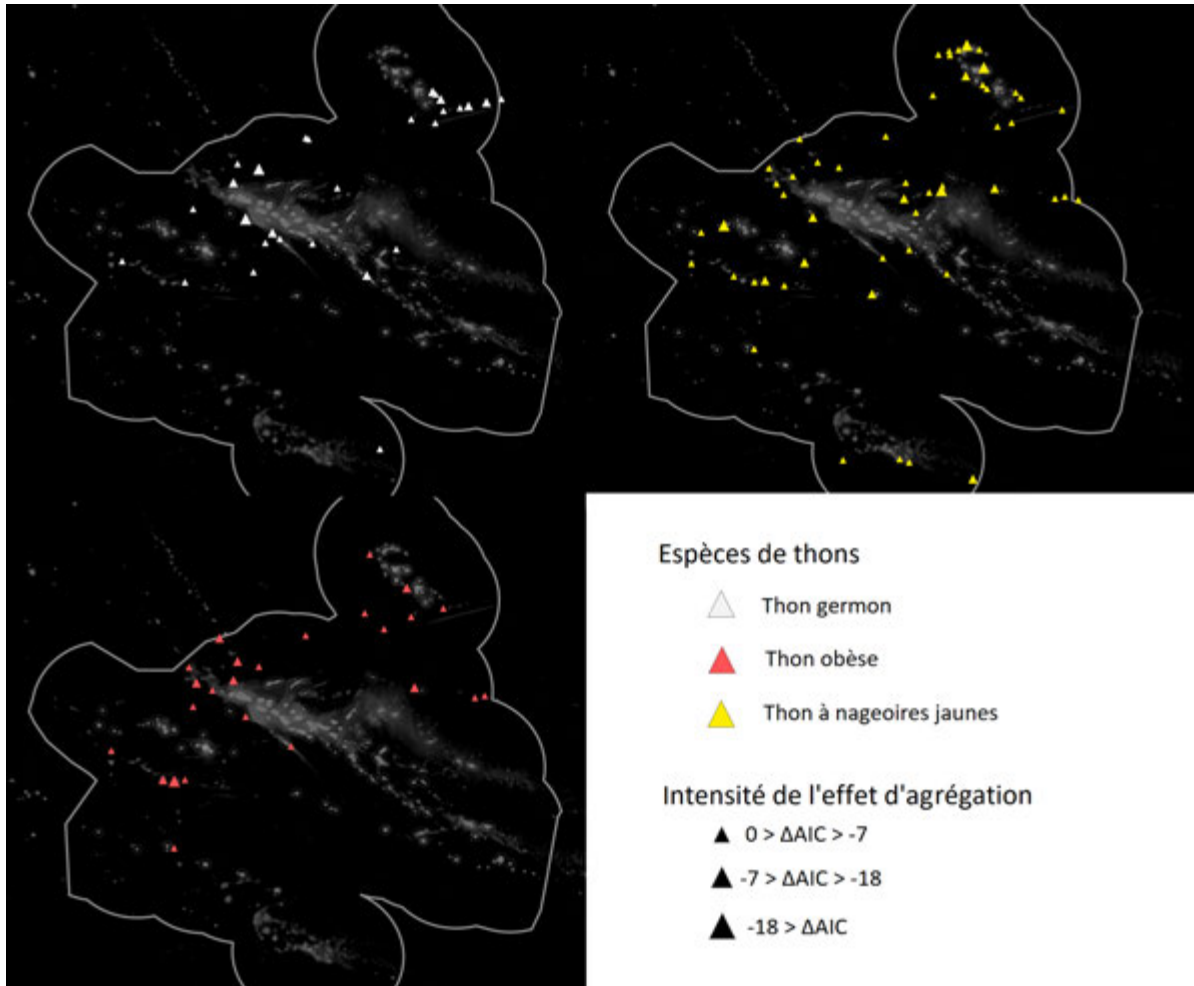 Espèces de thons
Thon germon
Thon obèse
Thon à nageoires jaunes
Intensité de l'effet d'agrégation
0 > ΔAIC > -7
-7 > ΔAIC > -18
-18 > ΔAIC